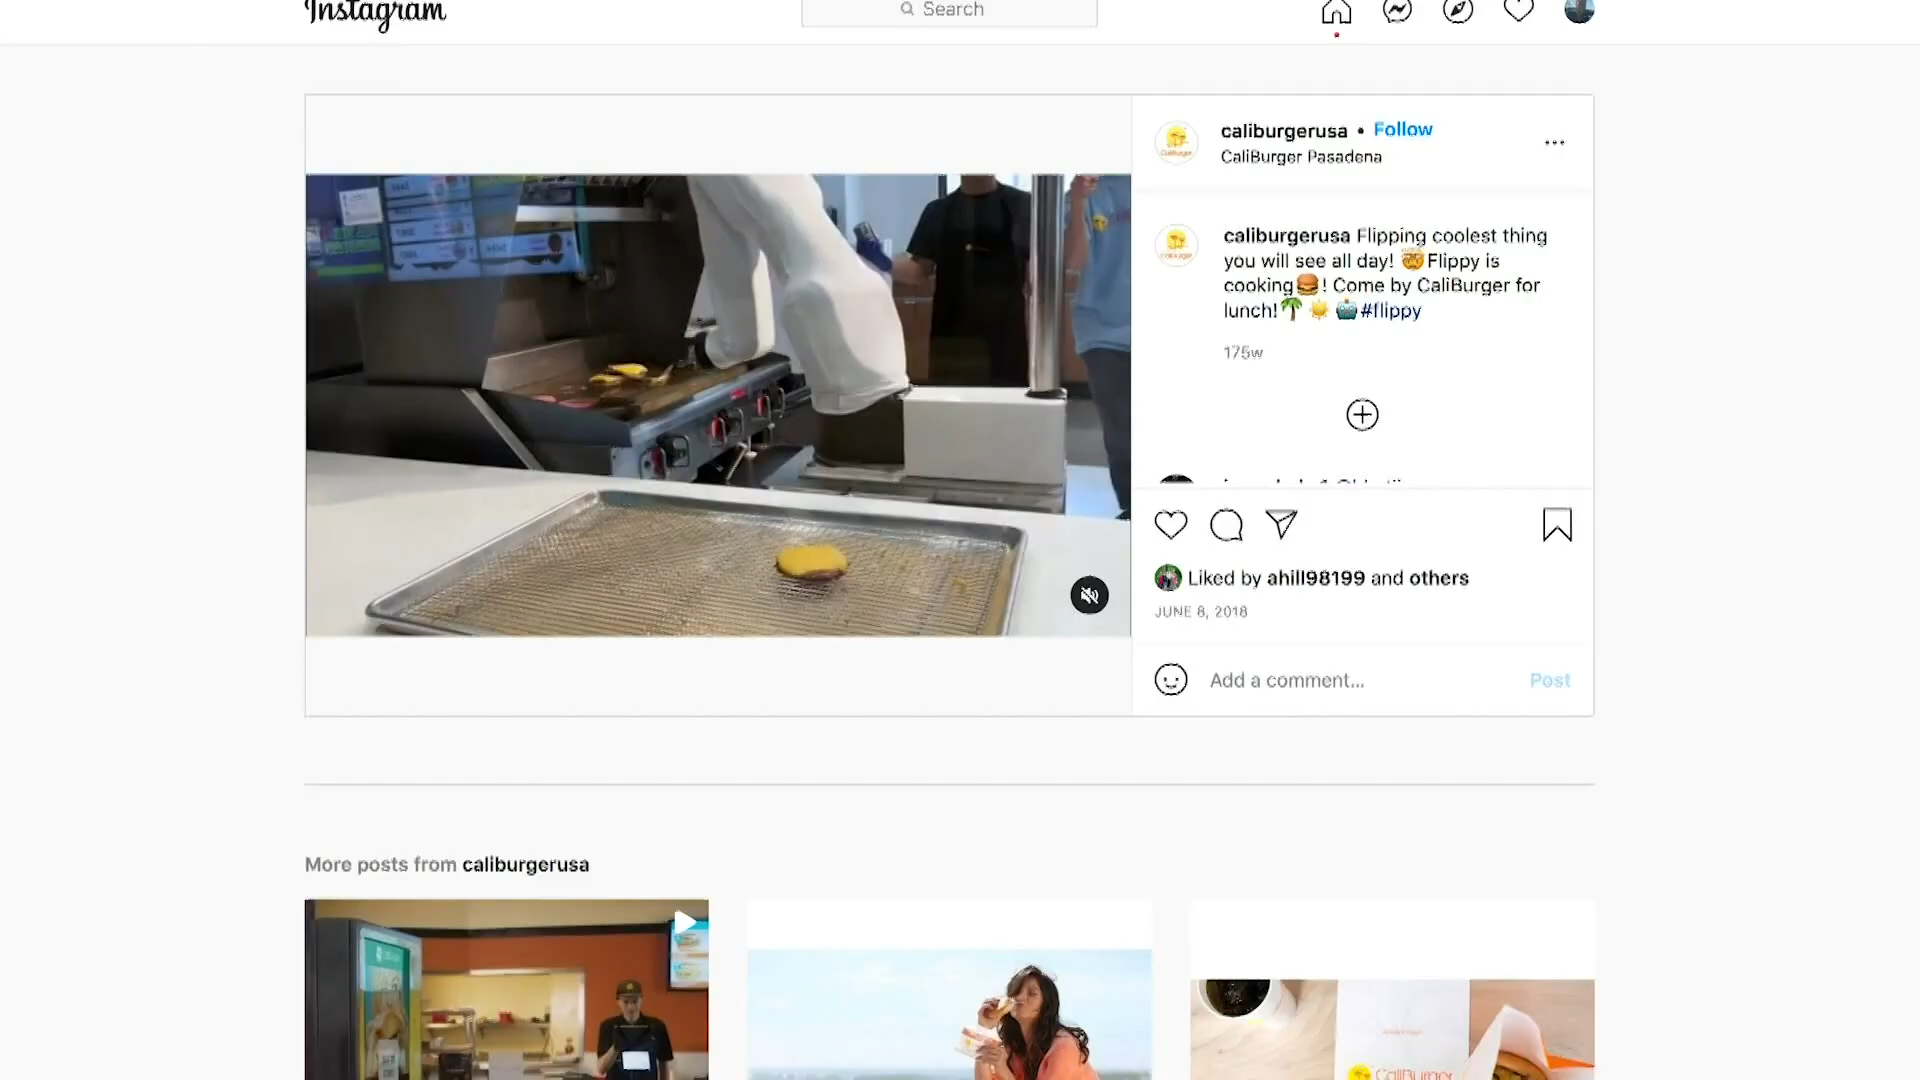 Instagram
Search
caliburgerusa • Follow
CaliBurger Pasadena
caliburgerusa Flipping coolest thing
you will see all day! 🤯Flippy is
cooking🍔! Come by CaliBurger for
lunch!🌴☀️🤖#flippy
175w
Liked by ahill98199 and others
JUNE 8, 2018
Add a comment...
Post
More posts from caliburgerusa
CaliBurger